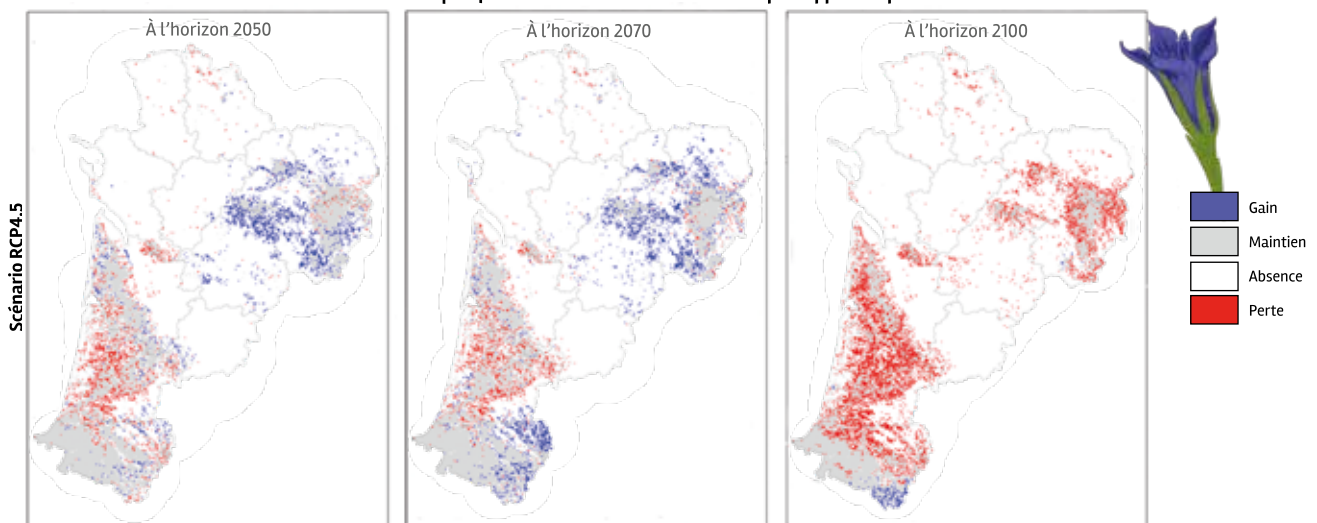 À l'horizon 2050
À l'horizon 2070
À l'horizon 2100
Scénario RCP4.5
Gain
Maintien
Absence
Perte